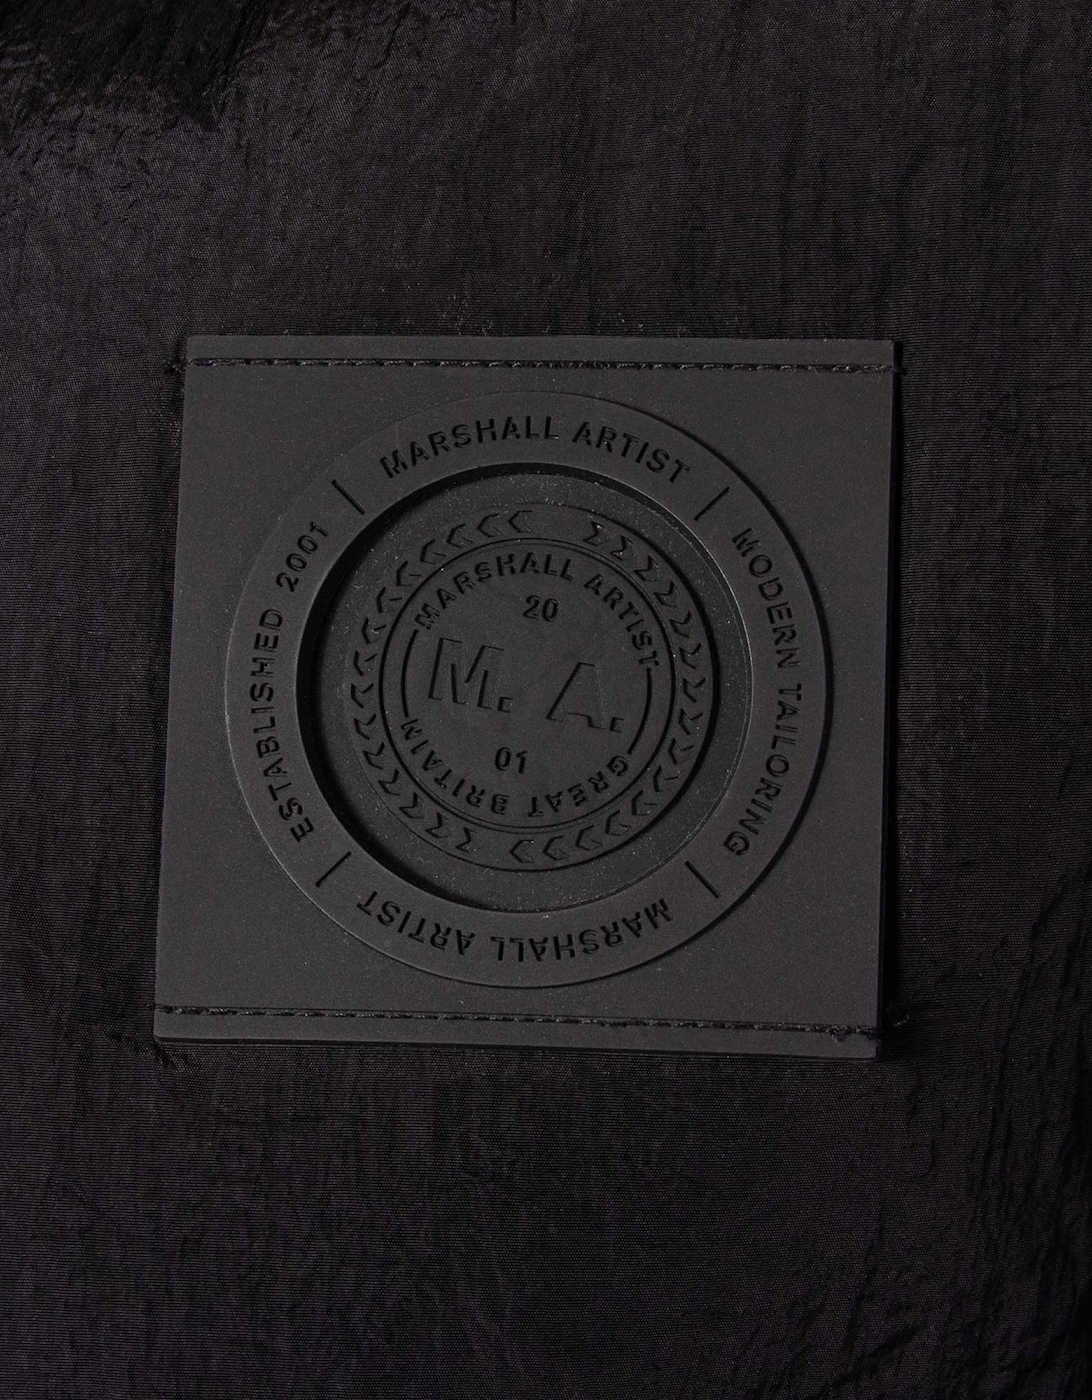 MARSHALL ARTIST
MODERN TAILORING
MARSHALL ARTIST
ESTABLISHED 2001
MARSHALL ARTIST
20
M. A.
01
GREAT BRITAIN